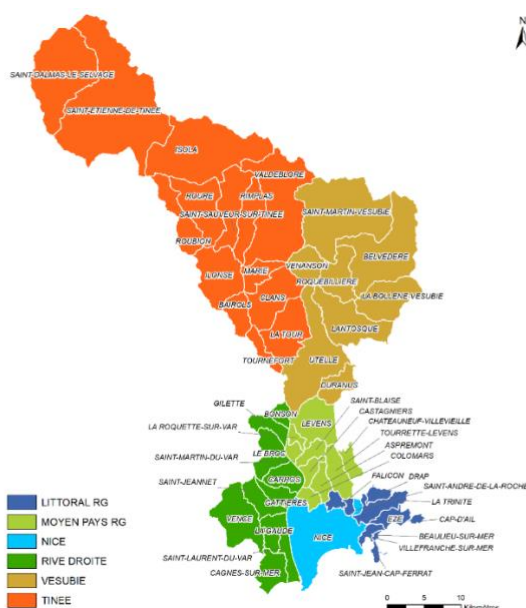 N
SAINT-DALMAS-LE SELVAGE
SAINT-ETIENNE-DE-TINEE
ISOLA
VALDEBLORE
ROURE
RIMPLAS
SAINT-SAUVEUR-SUR-TINEE
SAINT-MARTIN-VESUBIE
ROUBION
BELVEDERE
VENANSON
MARIE
ROQUEBILLIERE
ILONSE
CLANS
LA BOLLENE-VESUBIE
BAIROLS
LANTOSQUE
LA TOUR
TOURNEFORT
UTELLE
DURANUS
GILETTE
BONSON
SAINT-BLAISE
CASTAGNIERS
LEVENS
CHATEAUNEUF-VILLEVIEILLE
LA ROQUETTE-SUR-VAR
TOURRETTE-LEVENS
ASPREMONT
LE BROC
COLOMARS
SAINT-MARTIN-DU-VAR
CARROS
FALICON
DRAP
SAINT-JEANNET
SAINT-ANDRE-DE-LA-ROCHE
GATTIERES
LA TRINITE
VENCE
EZE
CAP-D'AIL
LA GAUDE
NICE
BEAULIEU-SUR-MER
VILLEFRANCHE-SUR-MER
SAINT-LAURENT-DU-VAR
CAGNES-SUR-MER
SAINT-JEAN-CAP-FERRAT
LITTORAL RG
MOYEN PAYS RG
NICE
RIVE DROITE
VESUBIE
TINEE
0 5 10
Kilomètres